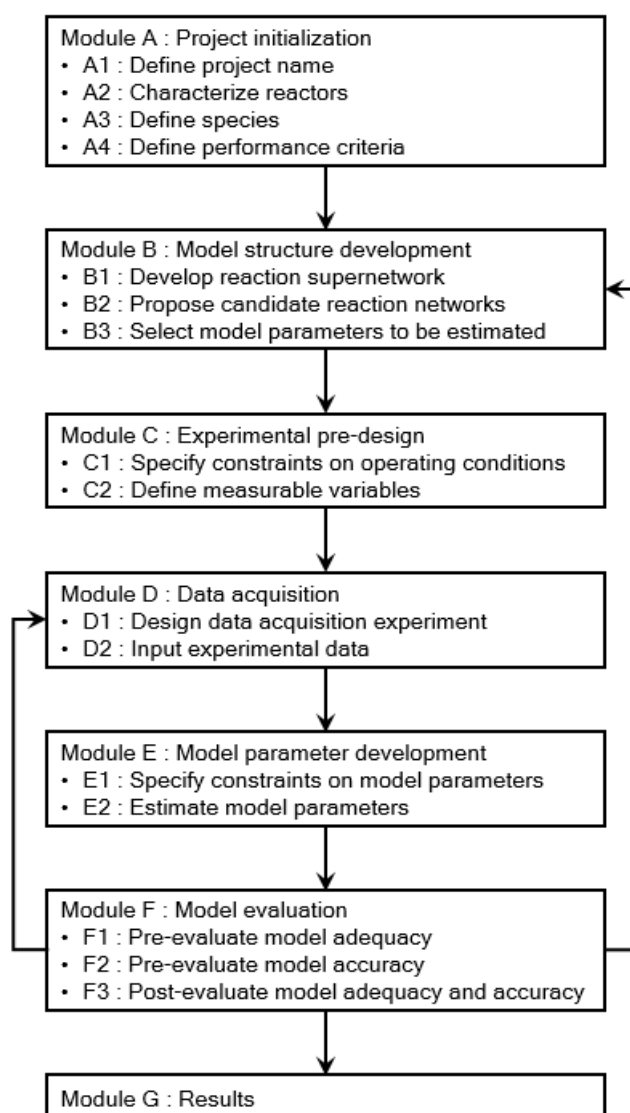 Module A : Project initialization
• A1 : Define project name
• A2 : Characterize reactors
• A3 : Define species
• A4 : Define performance criteria
Module B : Model structure development
• B1 : Develop reaction supernetwork
• B2 : Propose candidate reaction networks
• B3 : Select model parameters to be estimated
Module C : Experimental pre-design
• C1 : Specify constraints on operating conditions
• C2 : Define measurable variables
Module D : Data acquisition
• D1 : Design data acquisition experiment
• D2 : Input experimental data
Module E : Model parameter development
• E1 : Specify constraints on model parameters
• E2 : Estimate model parameters
Module F : Model evaluation
• F1 : Pre-evaluate model adequacy
• F2 : Pre-evaluate model accuracy
• F3 : Post-evaluate model adequacy and accuracy
Module G : Results